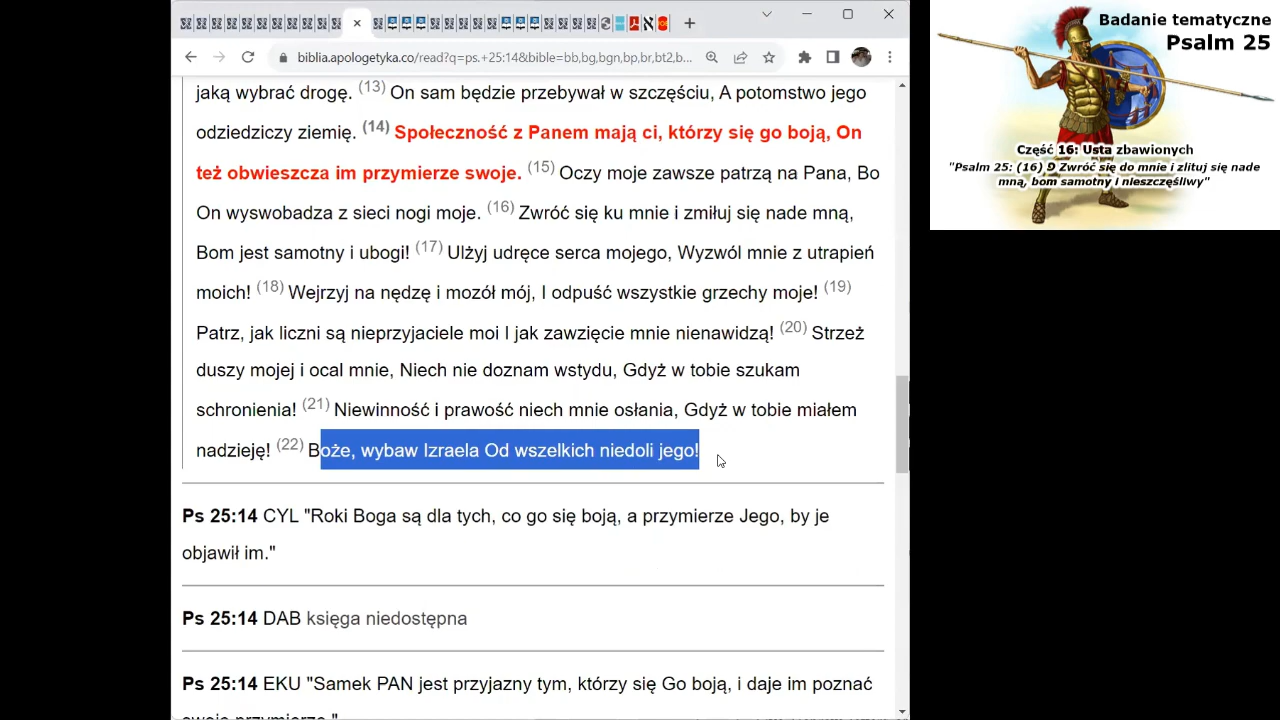 biblia.apologetyka.co/read?q=ps.+25:14&bible=bb,bg,bgn,bp,br,bt2,b...
jaką wybrać drogę. (13) On sam będzie przebywał w szczęściu, A potomstwo jego
odziedziczy ziemię. (14) Społeczność z Panem mają ci, którzy się go boją, On
też obwieszcza im przymierze swoje. (15) Oczy moje zawsze patrzą na Pana, Bo
On wyswobadza z sieci nogi moje. (16) Zwróć się ku mnie i zmiłuj się nade mną,
Bom jest samotny i ubogi! (17) Ulżyj udręce serca mojego, Wyzwól mnie z utrapień
moich! (18) Wejrzyj na nędzę i mozół mój, I odpuść wszystkie grzechy moje! (19)
Patrz, jak liczni są nieprzyjaciele moi I jak zawzięcie mnie nienawidzą! (20) Strzeż
duszy mojej i ocal mnie, Niech nie doznam wstydu, Gdyż w tobie szukam
schronienia! (21) Niewinność i prawość niech mnie osłania, Gdyż w tobie miałem
nadzieję! (22) Boże, wybaw Izraela Od wszelkich niedoli jego!
Ps 25:14 CYL "Roki Boga są dla tych, co go się boją, a przymierze Jego, by je
objawił im."
Ps 25:14 DAB księga niedostępna
Ps 25:14 EKU "Samek PAN jest przyjazny tym, którzy się Go boją, i daje im poznać
swoje przymierze."
Badanie tematyczne
Psalm 25
Część 16: Usta zbawionych
"Psalm 25: (16) פ Zwróć się do mnie i zlituj się nade
mną, bom samotny i nieszczęśliwy"